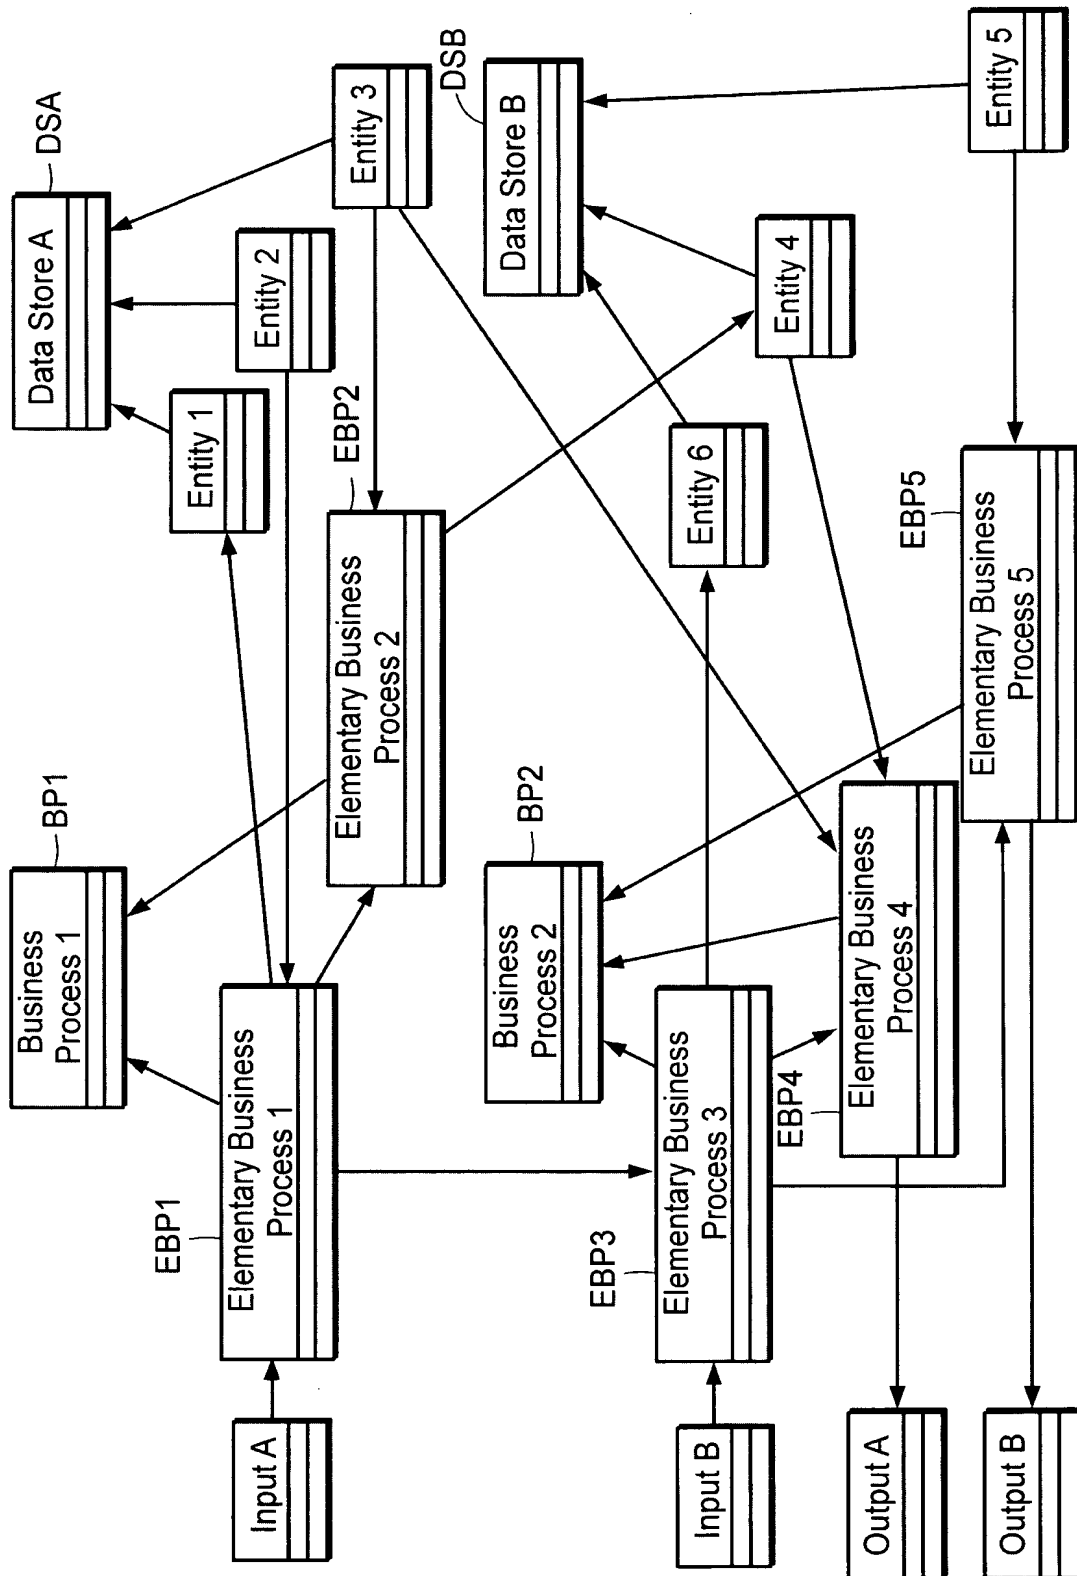 DSA
Data Store A
Entity 3
Entity 2
Entity 1
DSB
Data Store B
Entity 5
Entity 4
Entity 6
BP1
Business
Process 1
EBP2
Elementary Business
Process 2
EBP1
Elementary Business
Process 1
Input A
BP2
Business
Process 2
EBP5
Elementary Business
Process 5
EBP4
Elementary Business
Process 4
EBP3
Elementary Business
Process 3
Input B
Output A
Output B